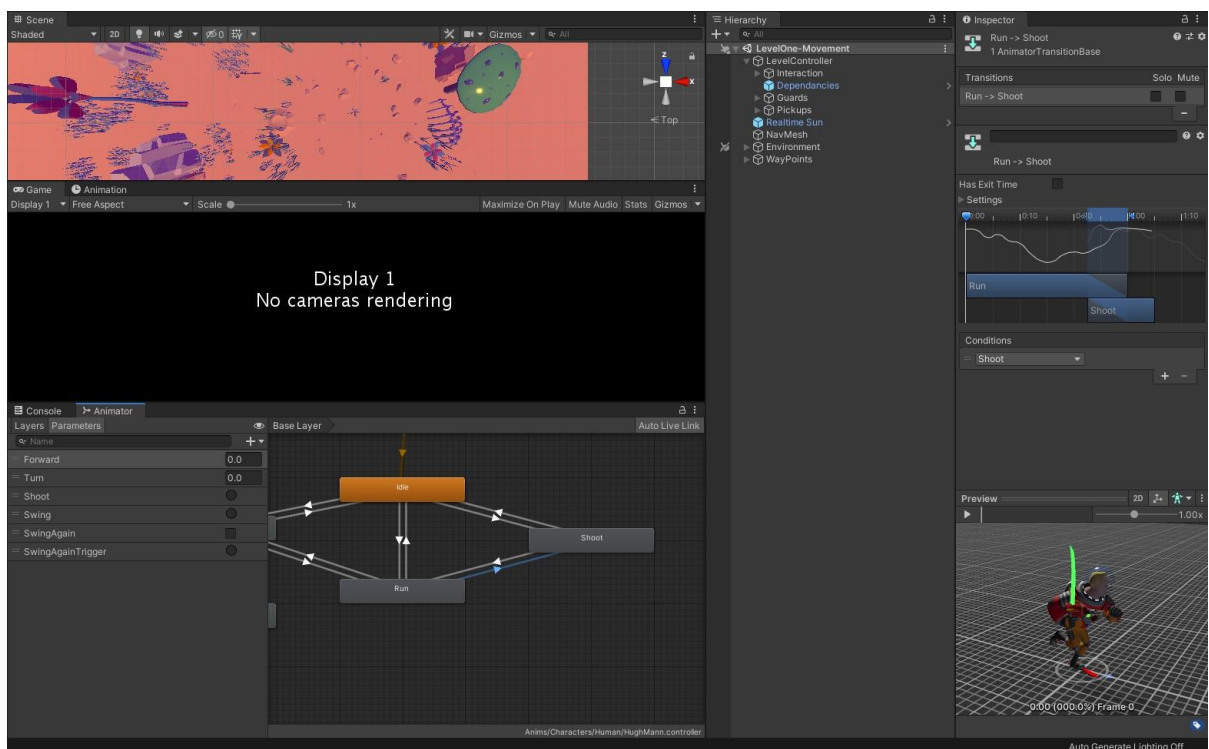 Scene
Shaded
2D
0
Gizmos
All
z
x
Top
Game
Animation
Display 1
Free Aspect
Scale
1x
Maximize On Play
Mute Audio
Stats
Gizmos
Display 1
No cameras rendering
Console
Animator
Layers
Parameters
Name
Forward
0.0
Turn
0.0
Shoot
Swing
SwingAgain
SwingAgainTrigger
Base Layer
Auto Live Link
Idle
Shoot
Run
Anims/Characters/Human/HughMann.controller
Hierarchy
All
LevelOne-Movement
LevelController
Interaction
Dependancies
Guards
Pickups
Realtime Sun
NavMesh
Environment
WayPoints
Inspector
Run -> Shoot
1 AnimatorTransitionBase
Transitions
Solo
Mute
Run -> Shoot
Run -> Shoot
Has Exit Time
Settings
0:10
1:10
Run
Shoot
Conditions
Shoot
Preview
2D
1.00x
0:00 (000.0%) Frame 0
Auto Generate Lighting Off